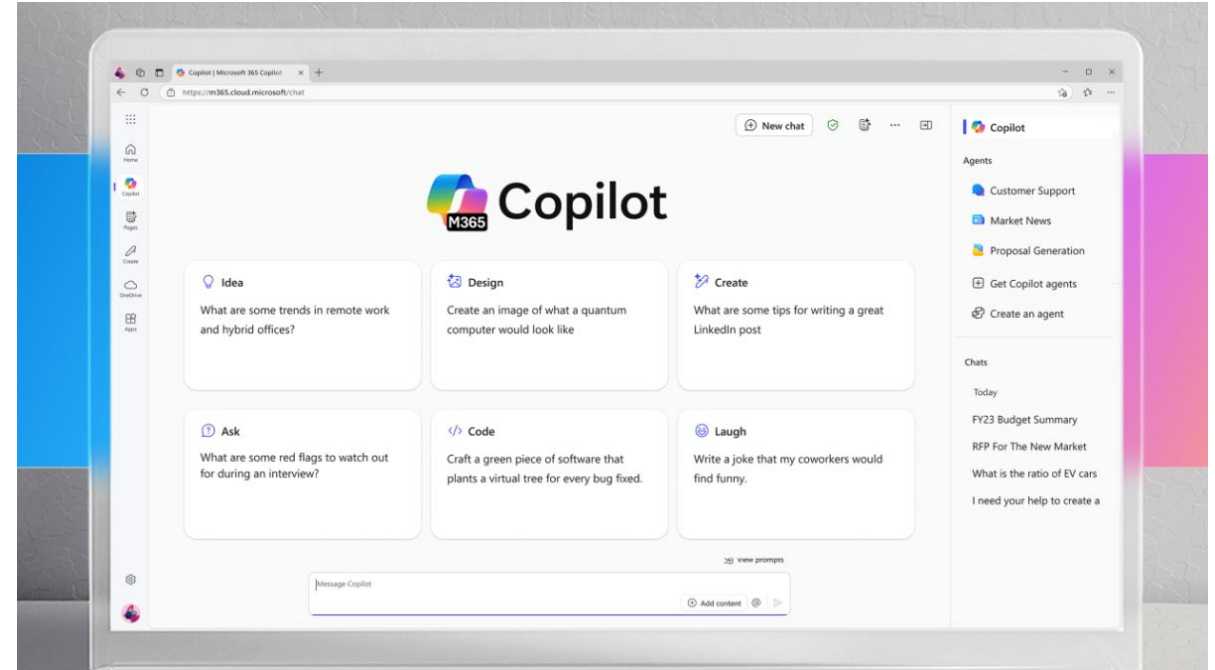 Copilot | Microsoft 365 Copilot
https://m365.cloud.microsoft/chat
Home
Copilot
Pages
Create
OneDrive
Apps
New chat
M365
Copilot
Idea
What are some trends in remote work
and hybrid offices?
Design
Create an image of what a quantum
computer would look like
Create
What are some tips for writing a great
LinkedIn post
Ask
What are some red flags to watch out
for during an interview?
Code
Craft a green piece of software that
plants a virtual tree for every bug fixed.
Laugh
Write a joke that my coworkers would
find funny.
View prompts
Message Copilot
Add content
Copilot
Agents
Customer Support
Market News
Proposal Generation
Get Copilot agents
Create an agent
Chats
Today
FY23 Budget Summary
RFP For The New Market
What is the ratio of EV cars
I need your help to create a